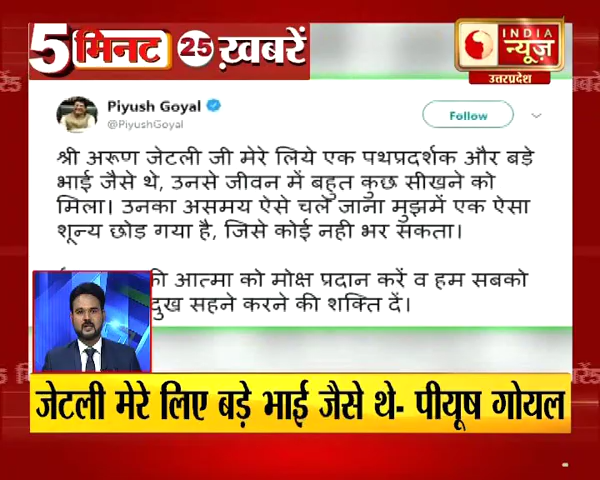 5 मिनट 25 ख़बरें
INDIA
न्यूज़
उत्तरप्रदेश
Piyush Goyal
@PiyushGoyal
Follow
श्री अरूण जेटली जी मेरे लिये एक पथप्रदर्शक और बड़े
भाई जैसे थे, उनसे जीवन में बहुत कुछ सीखने को
मिला। उनका असमय ऐसे चले जाना मुझमें एक ऐसा
शून्य छोड़ गया है, जिसे कोई नही भर सकता।
की आत्मा को मोक्ष प्रदान करें व हम सबको
दुख सहने करने की शक्ति दें।
जेटली मेरे लिए बड़े भाई जैसे थे- पीयूष गोयल